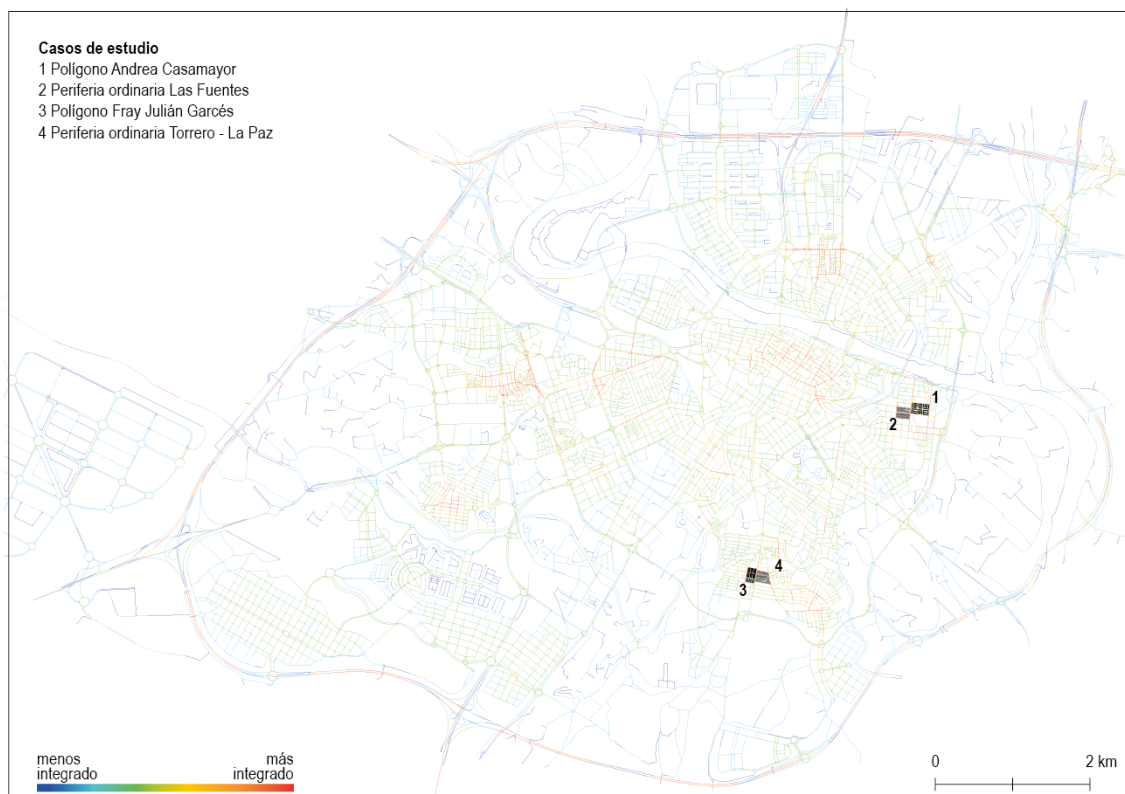 Casos de estudio
1 Polígono Andrea Casamayor
2 Periferia ordinaria Las Fuentes
3 Polígono Fray Julián Garcés
4 Periferia ordinaria Torrero - La Paz
1
2
4
3
menos integrado
más integrado
0
2 km